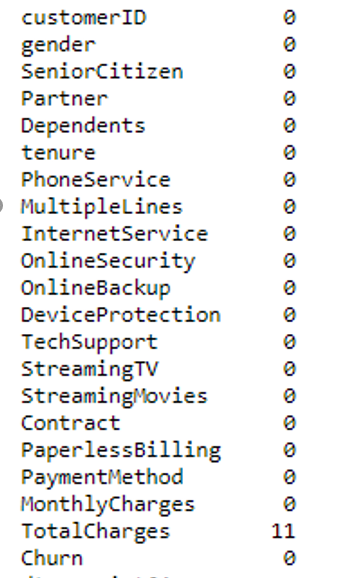 customerID 0
gender 0
SeniorCitizen 0
Partner 0
Dependents 0
tenure 0
PhoneService 0
MultipleLines 0
InternetService 0
OnlineSecurity 0
OnlineBackup 0
DeviceProtection 0
TechSupport 0
StreamingTV 0
StreamingMovies 0
Contract 0
PaperlessBilling 0
PaymentMethod 0
MonthlyCharges 0
TotalCharges 11
Churn 0